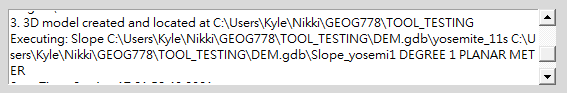 3. 3D model created and located at C:\Users\Kyle\Nikki\GEOG778\TOOL_TESTING
Executing: Slope C:\Users\Kyle\Nikki\GEOG778\TOOL_TESTING\DEM.gdb\yosemite_11s C:\U
sers\Kyle\Nikki\GEOG778\TOOL_TESTING\DEM.gdb\Slope_yosemi1 DEGREE 1 PLANAR MET
ER